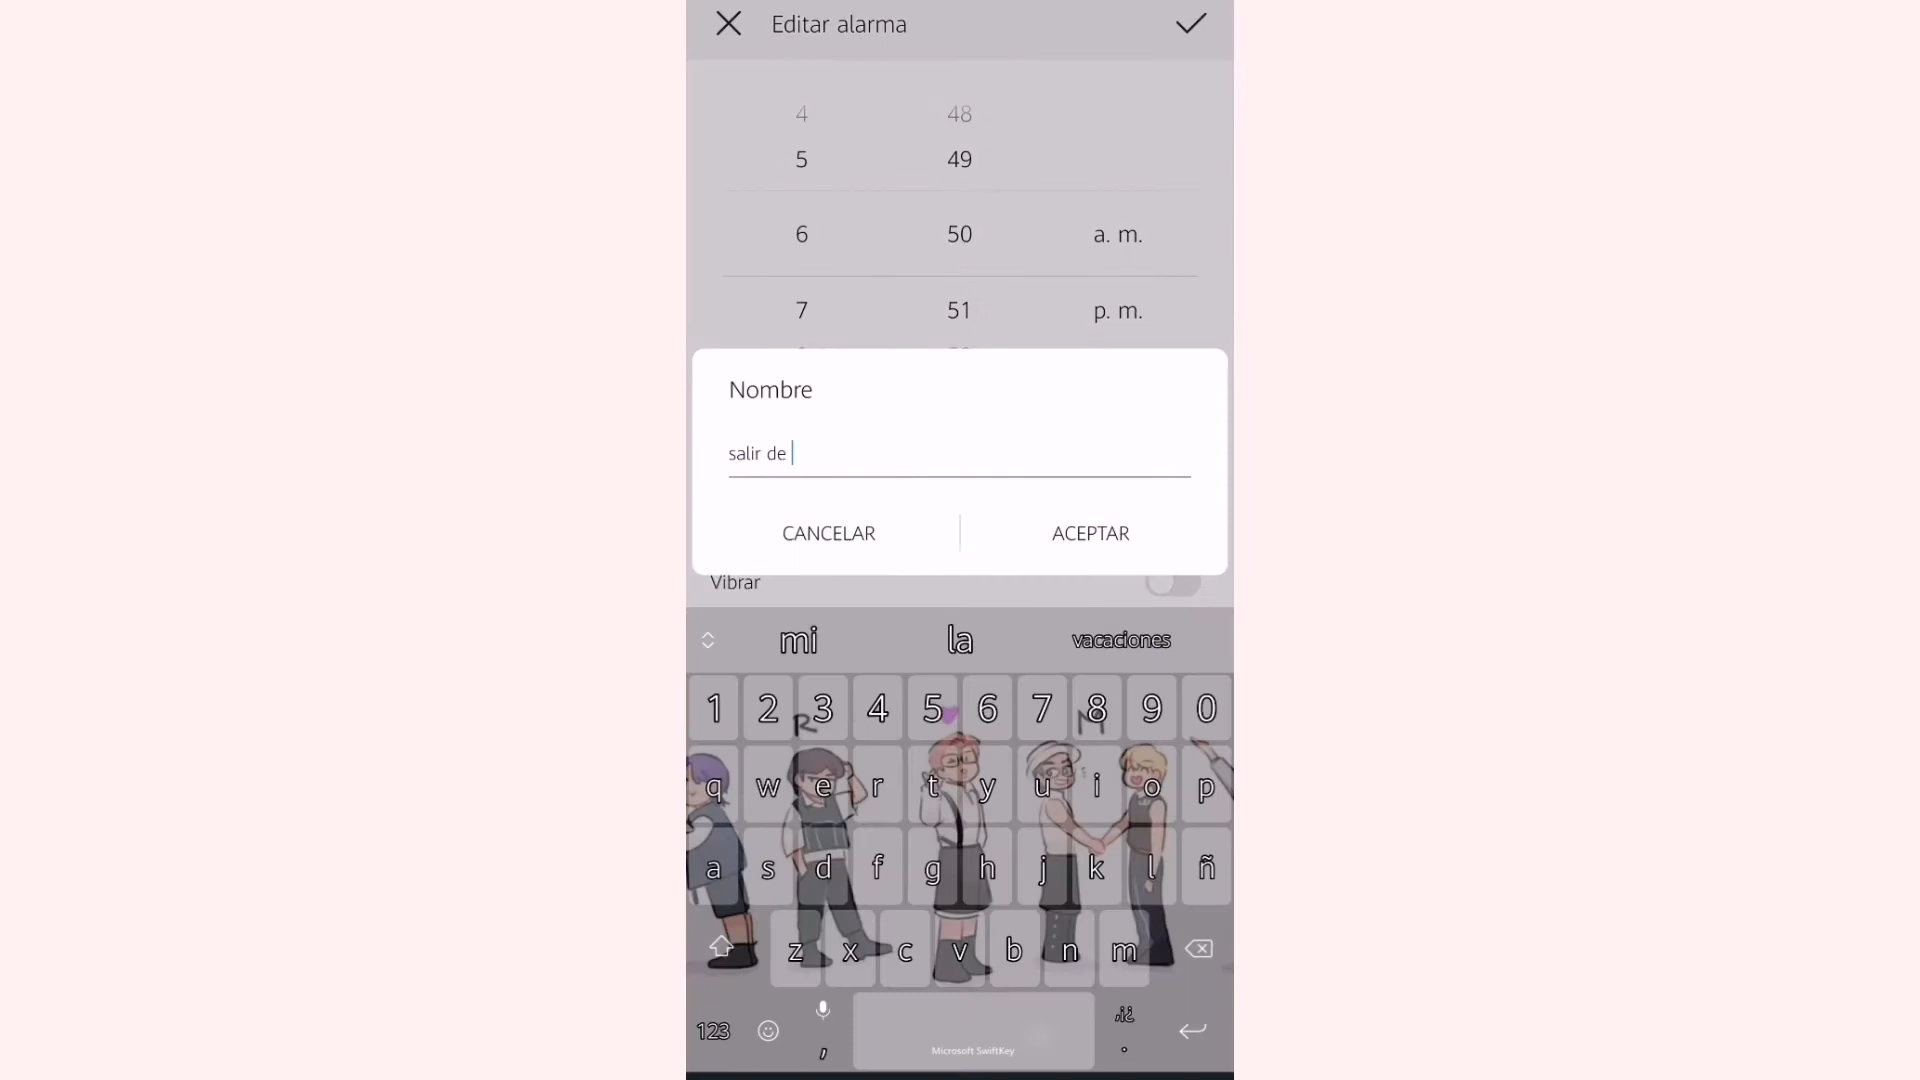 Editar alarma
4 48
5 49
6 50 a. m.
7 51 p. m.
Nombre
salir de
CANCELAR ACEPTAR
Vibrar
mi la vacaciones
1 2 3 4 5 6 7 8 9 0
R M
q w e r t y u i o p
a s d f g h j k l ñ
z x c v b n m
123 , ,¡¿ .
Microsoft SwiftKey